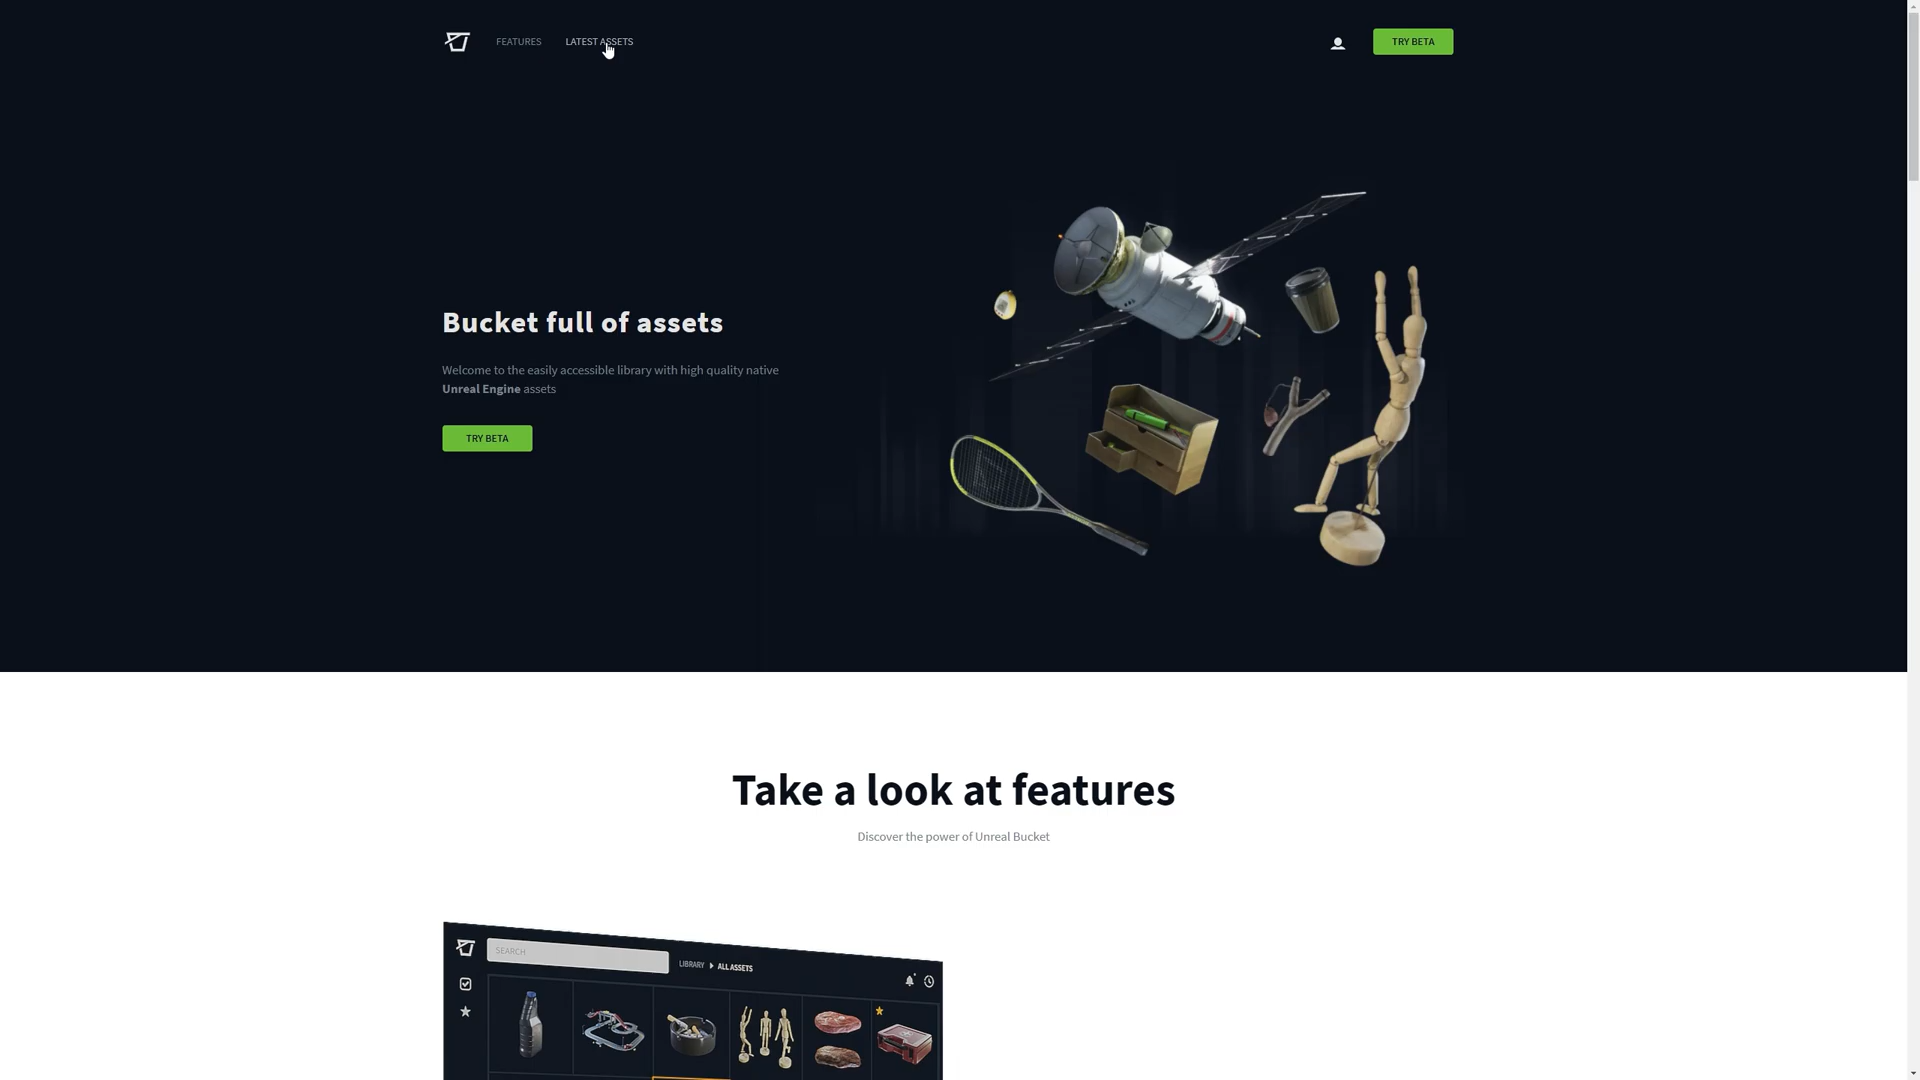 FEATURES
LATEST ASSETS
TRY BETA
Bucket full of assets
Welcome to the easily accessible library with high quality native
Unreal Engine assets
TRY BETA
Take a look at features
Discover the power of Unreal Bucket
SEARCH
LIBRARY
ALL ASSETS